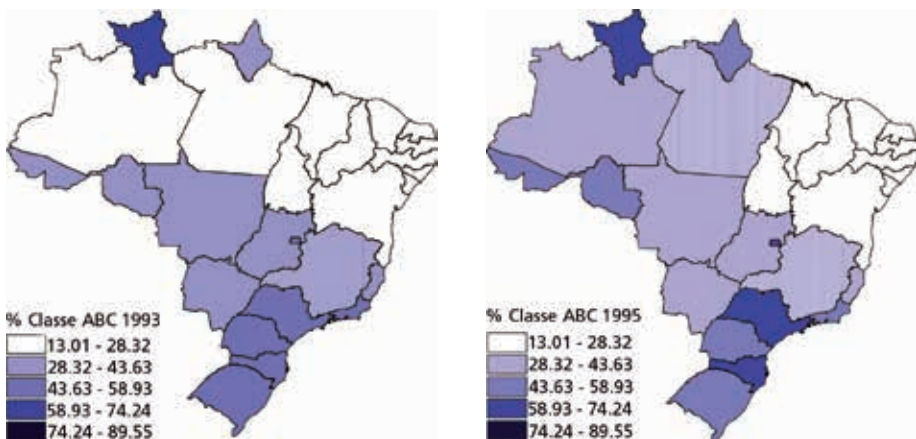 % Classe ABC 1993
13.01 - 28.32
28.32 - 43.63
43.63 - 58.93
58.93 - 74.24
74.24 - 89.55
% Classe ABC 1995
13.01 - 28.32
28.32 - 43.63
43.63 - 58.93
58.93 - 74.24
74.24 - 89.55